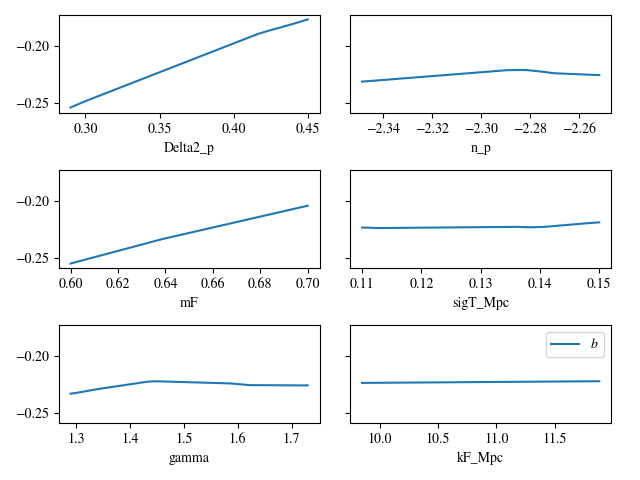 −0.20
−0.25
0.30 0.35 0.40 0.45
Delta2_p
−2.34 −2.32 −2.30 −2.28 −2.26
n_p
−0.20
−0.25
0.60 0.62 0.64 0.66 0.68 0.70
mF
0.11 0.12 0.13 0.14 0.15
sigT_Mpc
−0.20
−0.25
1.3 1.4 1.5 1.6 1.7
gamma
b
10.0 10.5 11.0 11.5
kF_Mpc